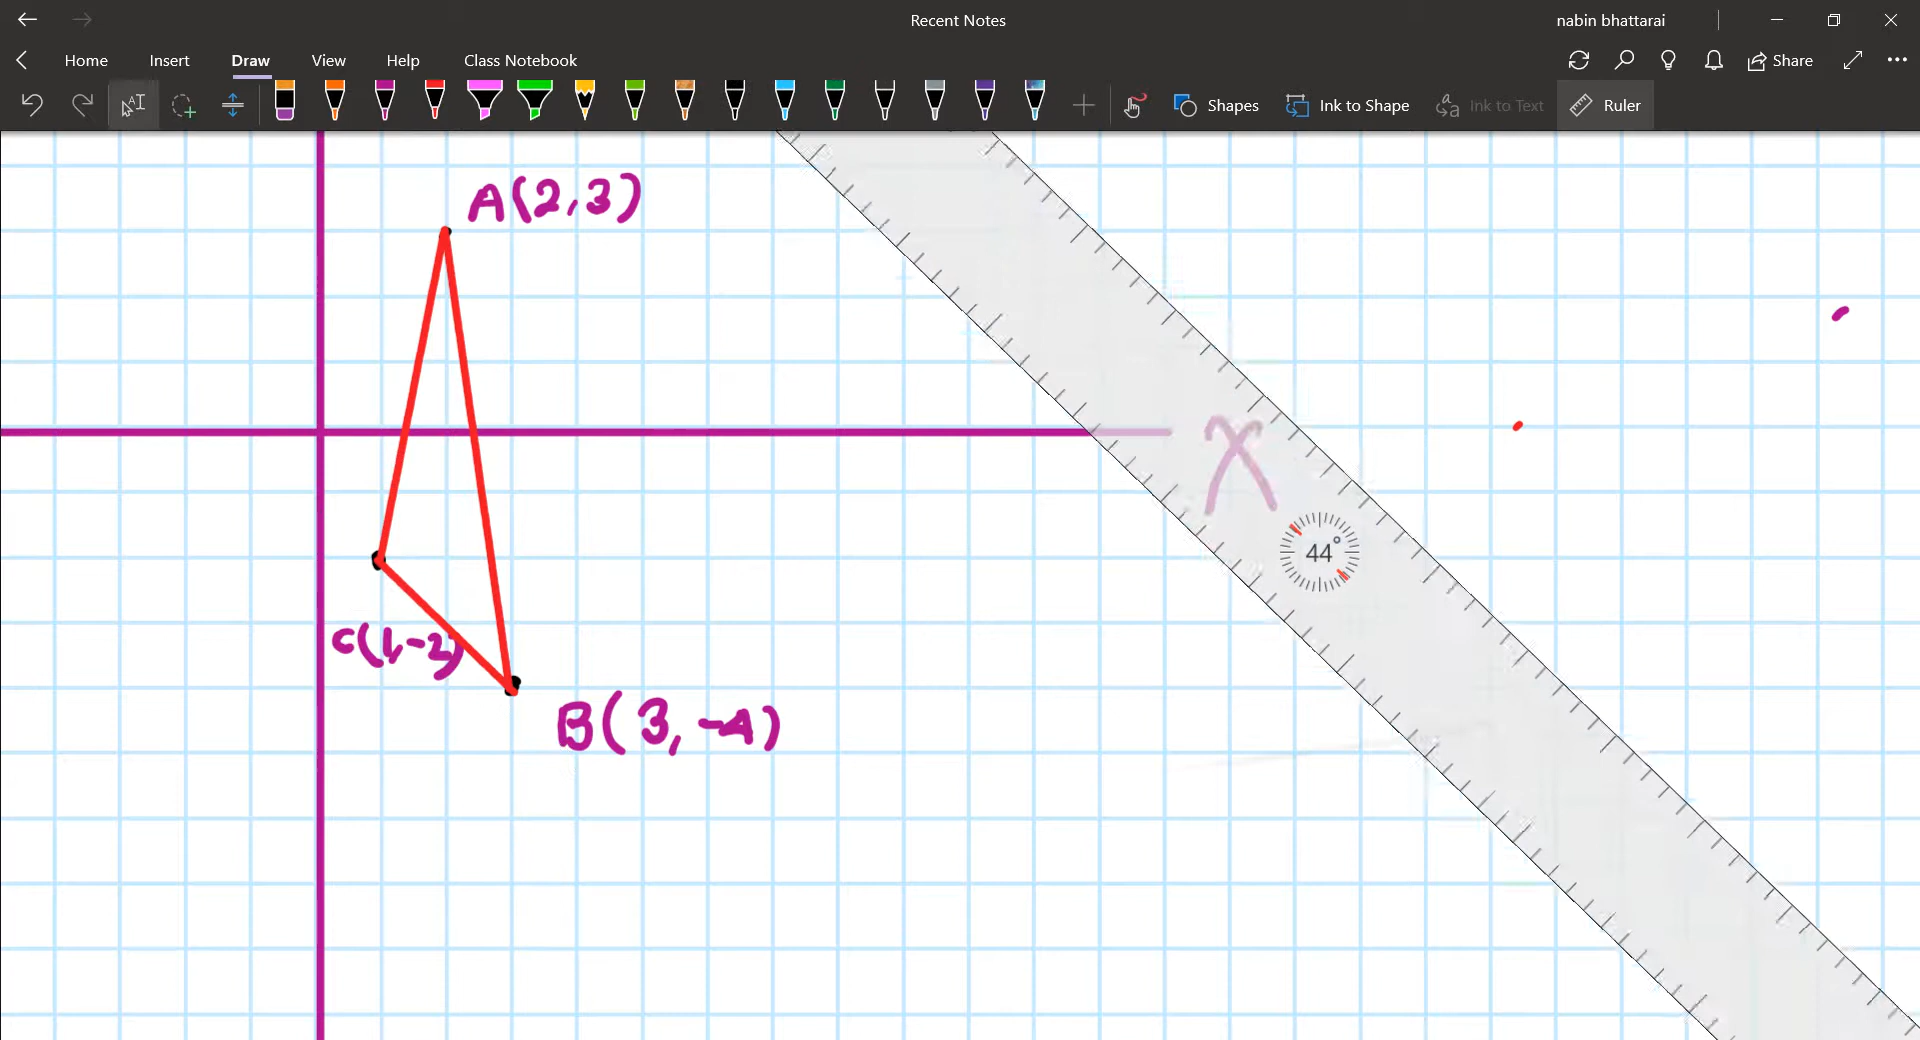 Recent Notes
nabin bhattarai
Home Insert Draw View Help Class Notebook Share
Shapes Ink to Shape Ink to Text Ruler
A(2,3)
X
44°
C(1,-2)
B(3,-4)